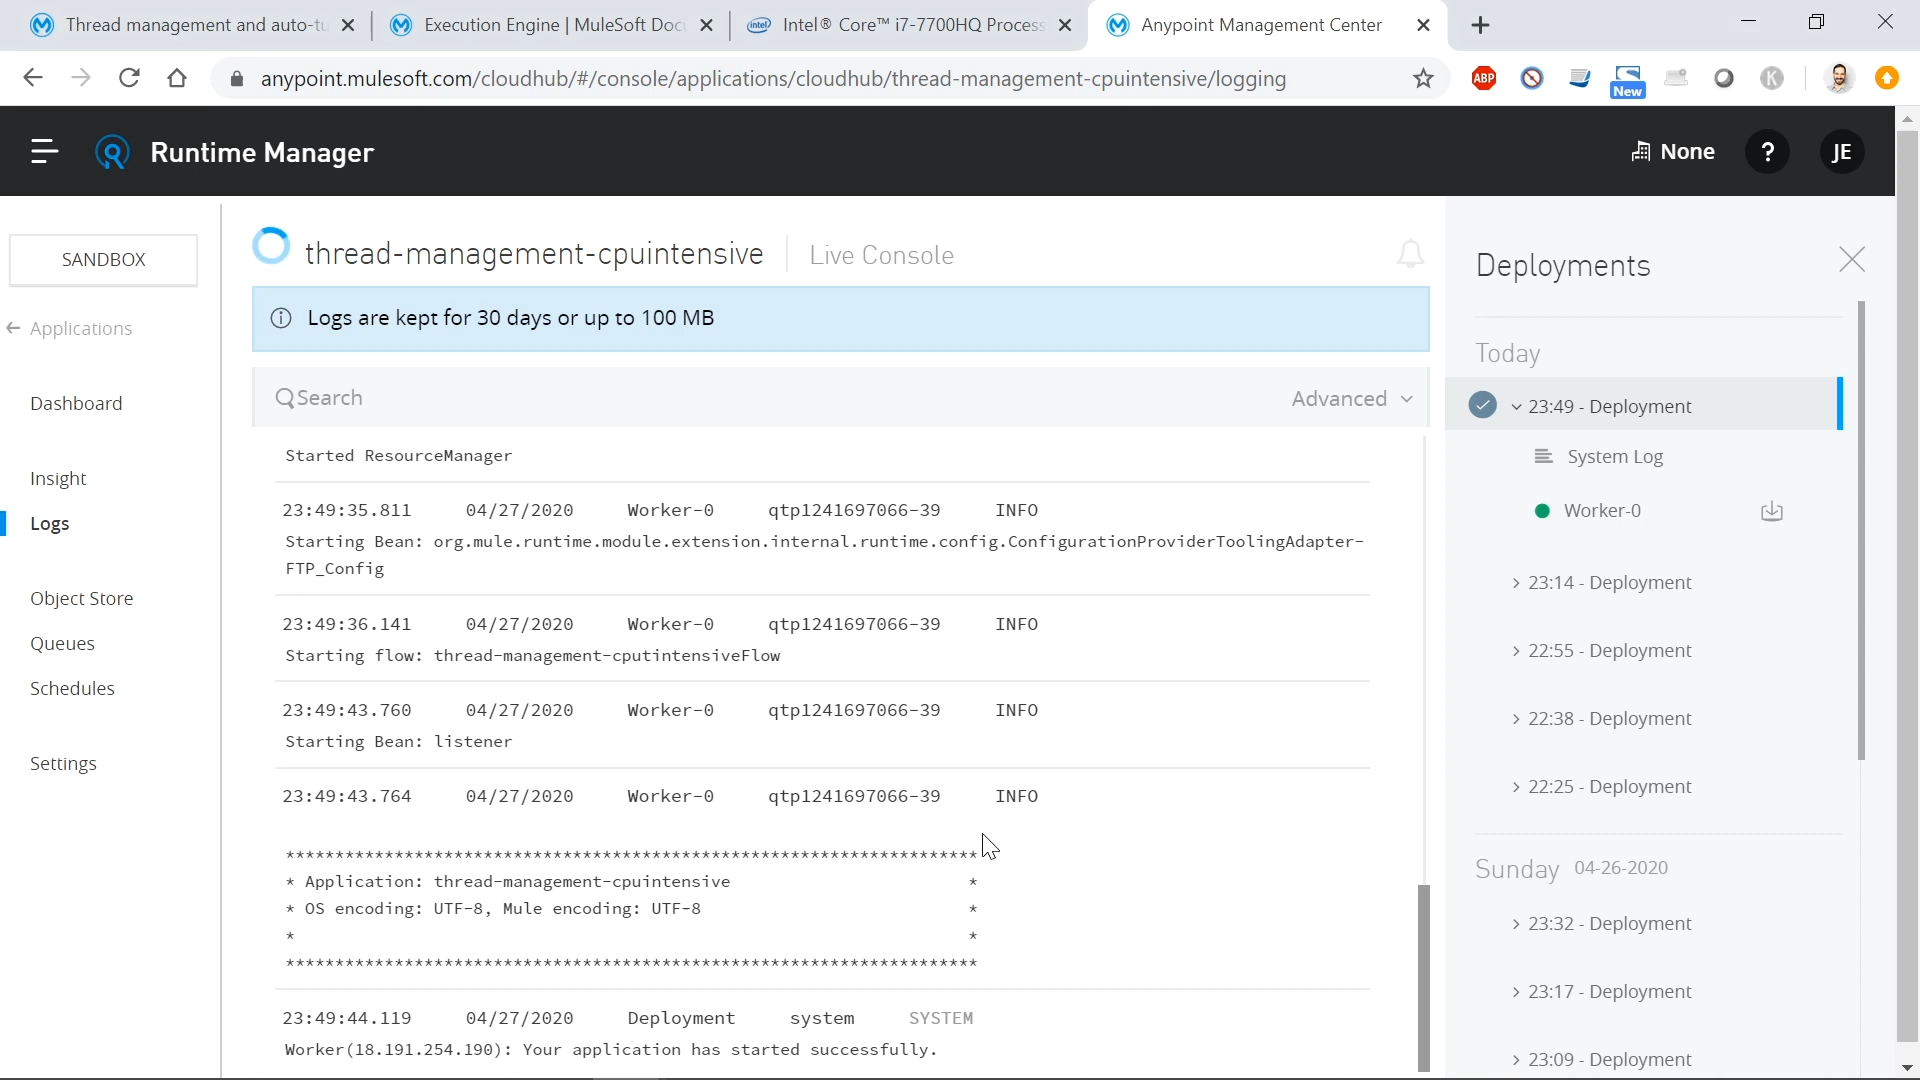 Thread management and auto-tu
Execution Engine | MuleSoft Docu
Intel® Core™ i7-7700HQ Process
Anypoint Management Center
anypoint.mulesoft.com/cloudhub/#/console/applications/cloudhub/thread-management-cpuintensive/logging
ABP
New
K
Runtime Manager
None
?
JE
SANDBOX
Applications
Dashboard
Insight
Logs
Object Store
Queues
Schedules
Settings
thread-management-cpuintensive
Live Console
Logs are kept for 30 days or up to 100 MB
Search
Advanced
Started ResourceManager
23:49:35.811 04/27/2020 Worker-0 qtp1241697066-39 INFO
Starting Bean: org.mule.runtime.module.extension.internal.runtime.config.ConfigurationProviderToolingAdapter-
FTP_Config
23:49:36.141 04/27/2020 Worker-0 qtp1241697066-39 INFO
Starting flow: thread-management-cputintensiveFlow
23:49:43.760 04/27/2020 Worker-0 qtp1241697066-39 INFO
Starting Bean: listener
23:49:43.764 04/27/2020 Worker-0 qtp1241697066-39 INFO
**********************************************************************
* Application: thread-management-cpuintensive *
* OS encoding: UTF-8, Mule encoding: UTF-8 *
* *
**********************************************************************
23:49:44.119 04/27/2020 Deployment system SYSTEM
Worker(18.191.254.190): Your application has started successfully.
Deployments
Today
23:49 - Deployment
System Log
Worker-0
23:14 - Deployment
22:55 - Deployment
22:38 - Deployment
22:25 - Deployment
Sunday 04-26-2020
23:32 - Deployment
23:17 - Deployment
23:09 - Deployment